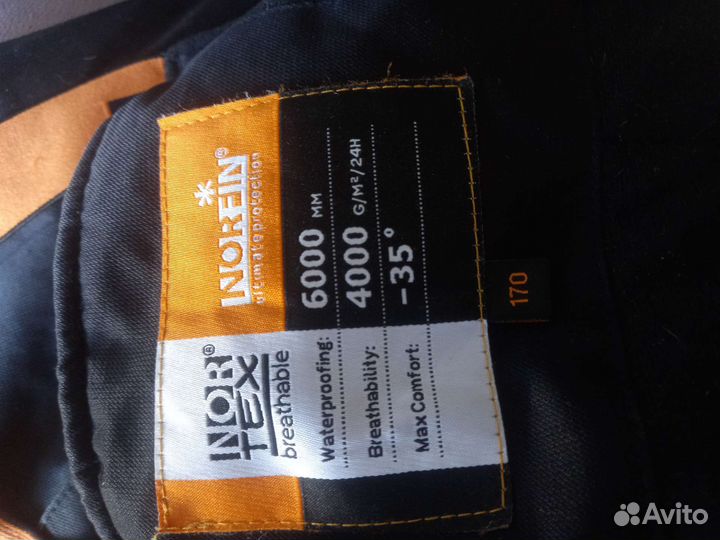 NOR®
TEX
breathable
NORFIN®
ultimate protection
Waterproofing: 6000 MM
Breathability: 4000 G/M²/24H
Max Comfort: -35°
170
Avito